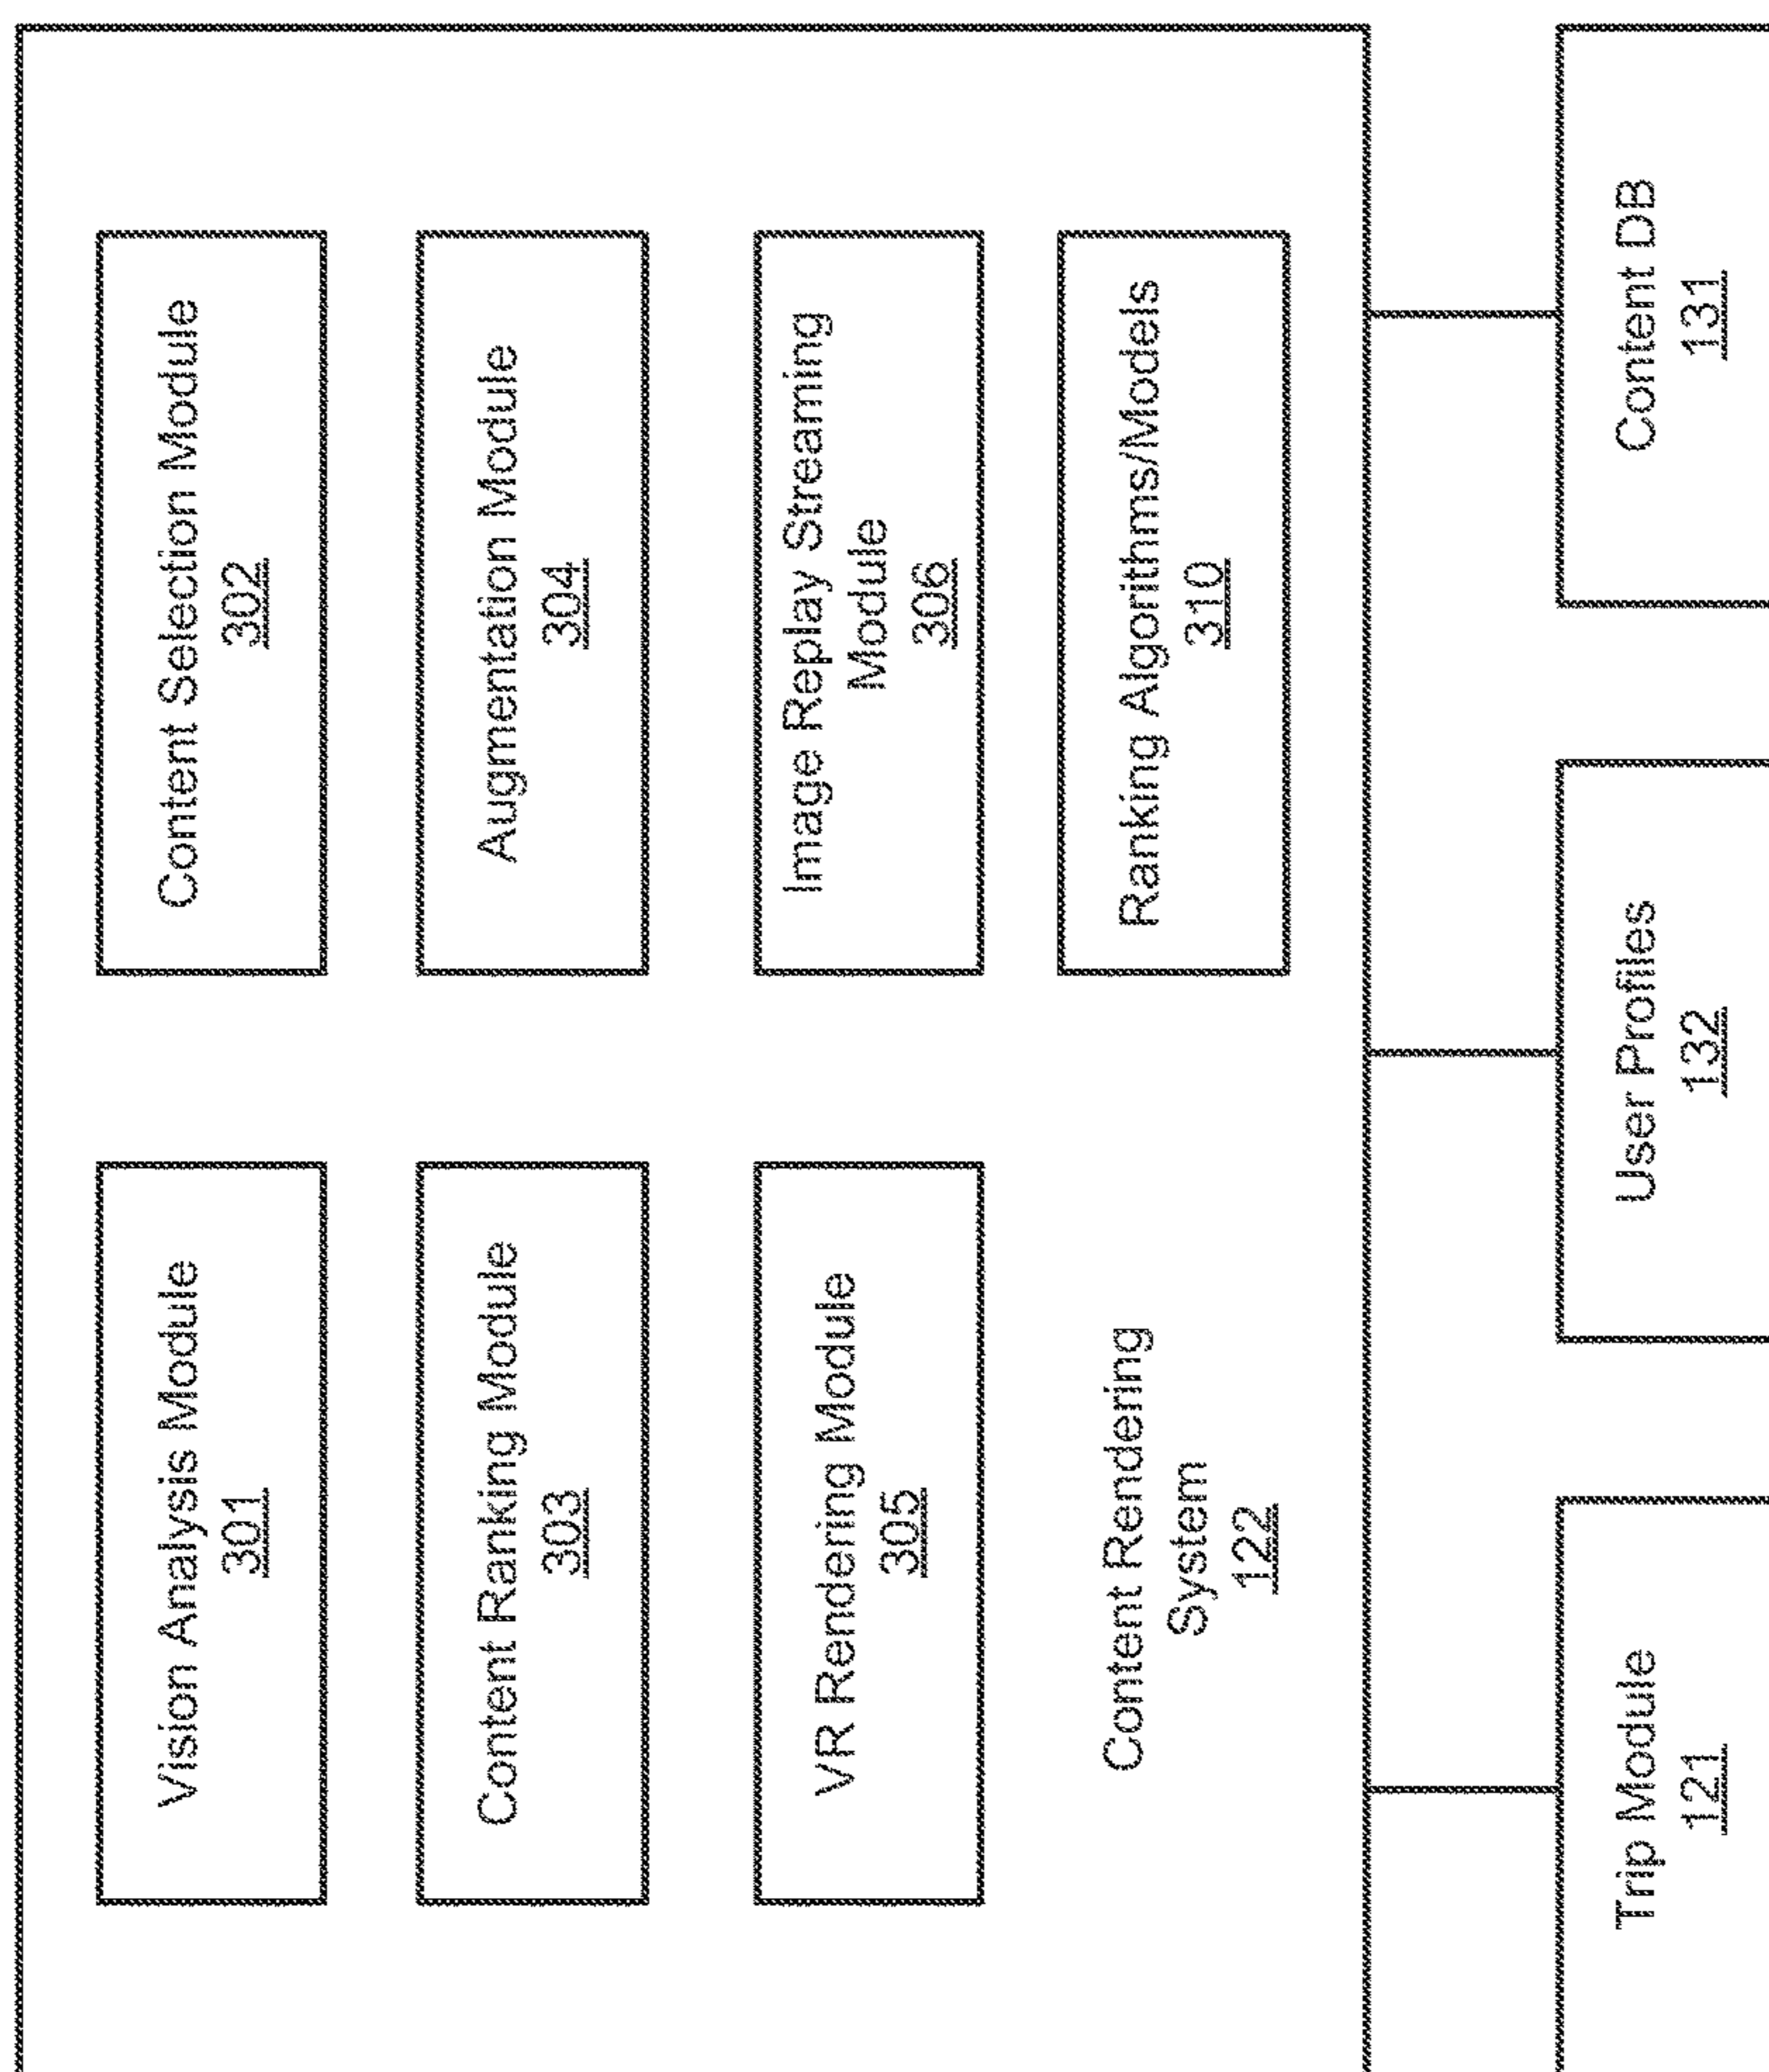 Vision Analysis Module
301
Content Selection Module
302
Content Ranking Module
303
Augmentation Module
304
VR Rendering Module
305
Image Replay Streaming
Module
306
Content Rendering
System
122
Ranking Algorithms/Models
310
Trip Module
121
User Profiles
132
Content DB
131